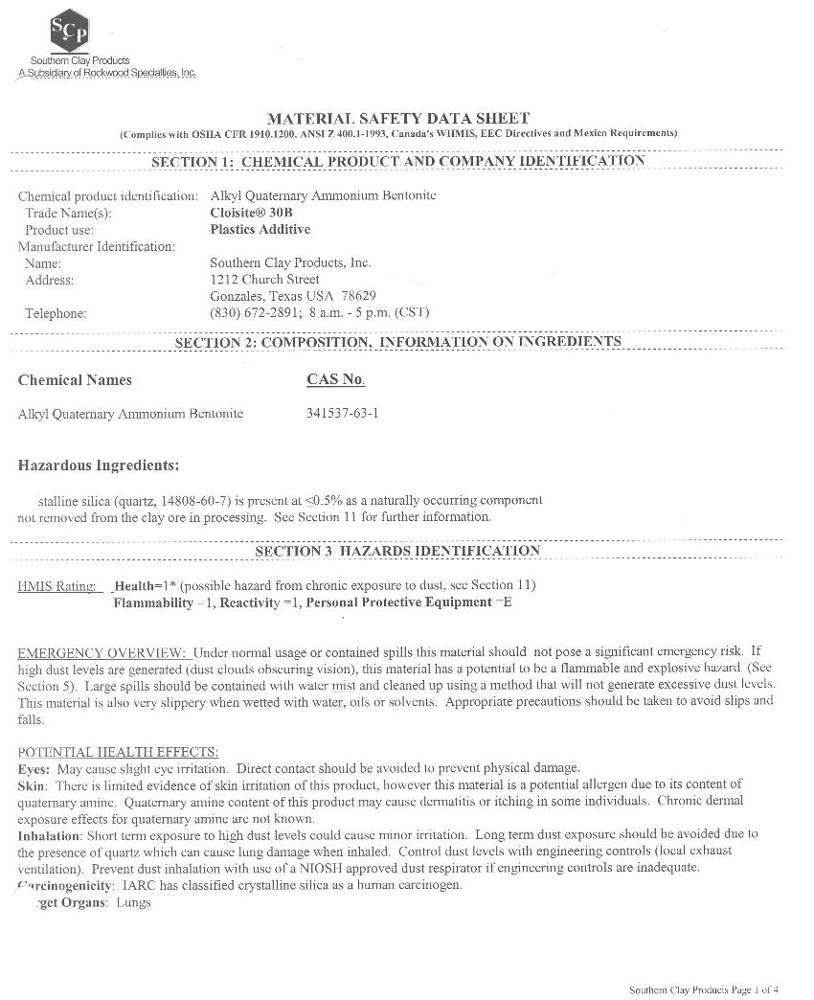 SCP
Southern Clay Products
A Subsidiary of Rockwood Specialties, Inc.
MATERIAL SAFETY DATA SHEET
(Complies with OSHA CFR 1910.1200, ANSI Z 400.1-1993, Canada's WHMIS, EEC Directives and Mexico Requirements)
SECTION 1: CHEMICAL PRODUCT AND COMPANY IDENTIFICATION
Chemical product identification: Alkyl Quaternary Ammonium Bentonite
Trade Name(s): Cloisite® 30B
Product use: Plastics Additive
Manufacturer Identification:
Name: Southern Clay Products, Inc.
Address: 1212 Church Street
Gonzales, Texas USA 78629
Telephone: (830) 672-2891; 8 a.m. - 5 p.m. (CST)
SECTION 2: COMPOSITION, INFORMATION ON INGREDIENTS
Chemical Names CAS No.
Alkyl Quaternary Ammonium Bentonite 341537-63-1
Hazardous Ingredients:
stalline silica (quartz, 14808-60-7) is present at ≤0.5% as a naturally occurring component
not removed from the clay ore in processing. See Section 11 for further information.
SECTION 3 HAZARDS IDENTIFICATION
HMIS Rating: Health=1* (possible hazard from chronic exposure to dust, see Section 11)
Flammability =1, Reactivity =1, Personal Protective Equipment =E
EMERGENCY OVERVIEW: Under normal usage or contained spills this material should not pose a significant emergency risk. If
high dust levels are generated (dust clouds obscuring vision), this material has a potential to be a flammable and explosive hazard (See
Section 5). Large spills should be contained with water mist and cleaned up using a method that will not generate excessive dust levels.
This material is also very slippery when wetted with water, oils or solvents. Appropriate precautions should be taken to avoid slips and
falls.
POTENTIAL HEALTH EFFECTS:
Eyes: May cause slight eye irritation. Direct contact should be avoided to prevent physical damage.
Skin: There is limited evidence of skin irritation of this product, however this material is a potential allergen due to its content of
quaternary amine. Quaternary amine content of this product may cause dermatitis or itching in some individuals. Chronic dermal
exposure effects for quaternary amine are not known.
Inhalation: Short term exposure to high dust levels could cause minor irritation. Long term dust exposure should be avoided due to
the presence of quartz which can cause lung damage when inhaled. Control dust levels with engineering controls (local exhaust
ventilation). Prevent dust inhalation with use of a NIOSH approved dust respirator if engineering controls are inadequate.
Carcinogenicity: IARC has classified crystalline silica as a human carcinogen.
get Organs: Lungs
Southern Clay Products Page 1 of 4